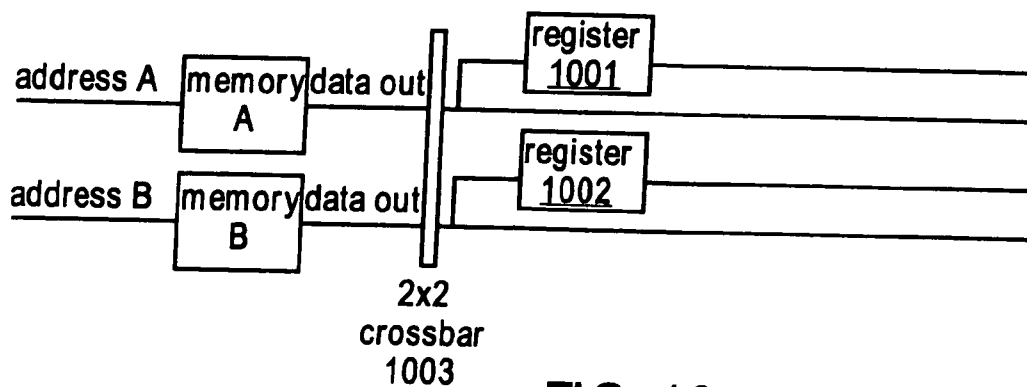 register
1001
address A
memory
A
data out
register
1002
address B
memory
B
data out
2x2
crossbar
1003